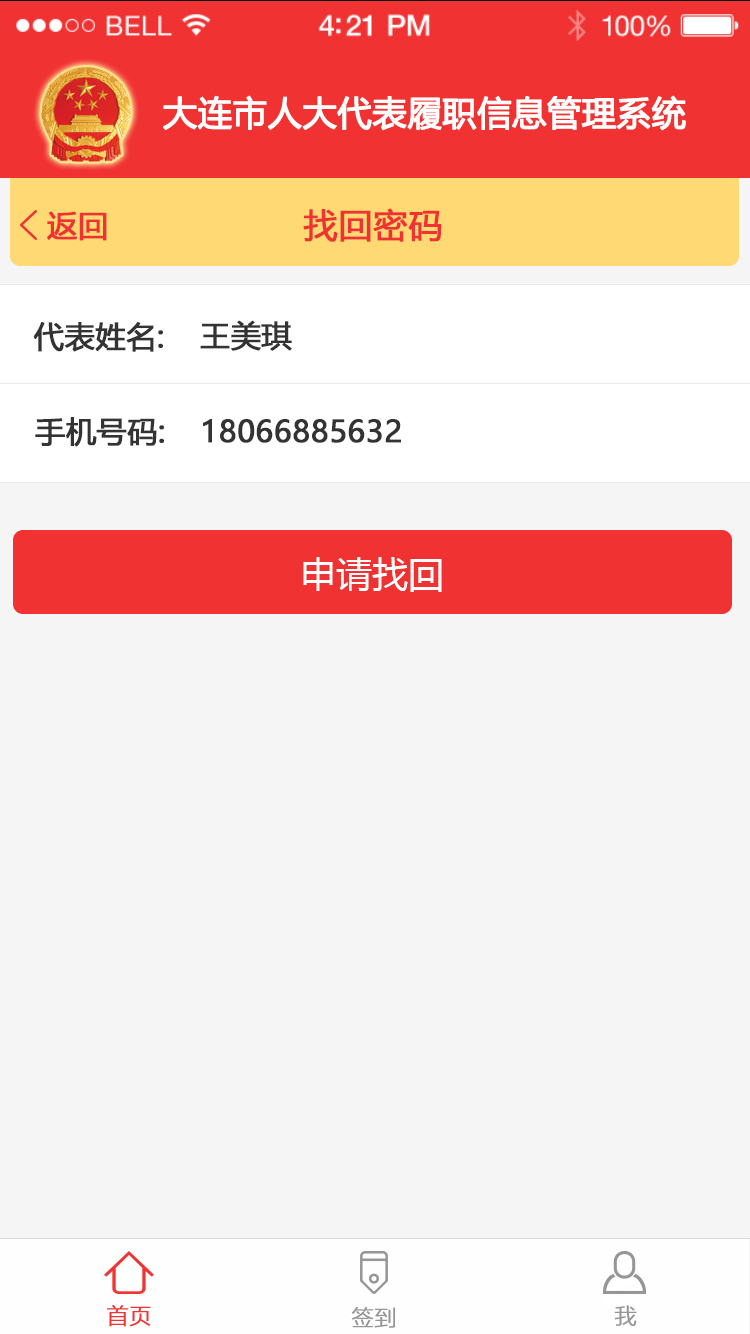 BELL 4:21 PM 100%
大连市人大代表履职信息管理系统
返回 找回密码
代表姓名: 王美琪
手机号码: 18066885632
申请找回
首页 签到 我